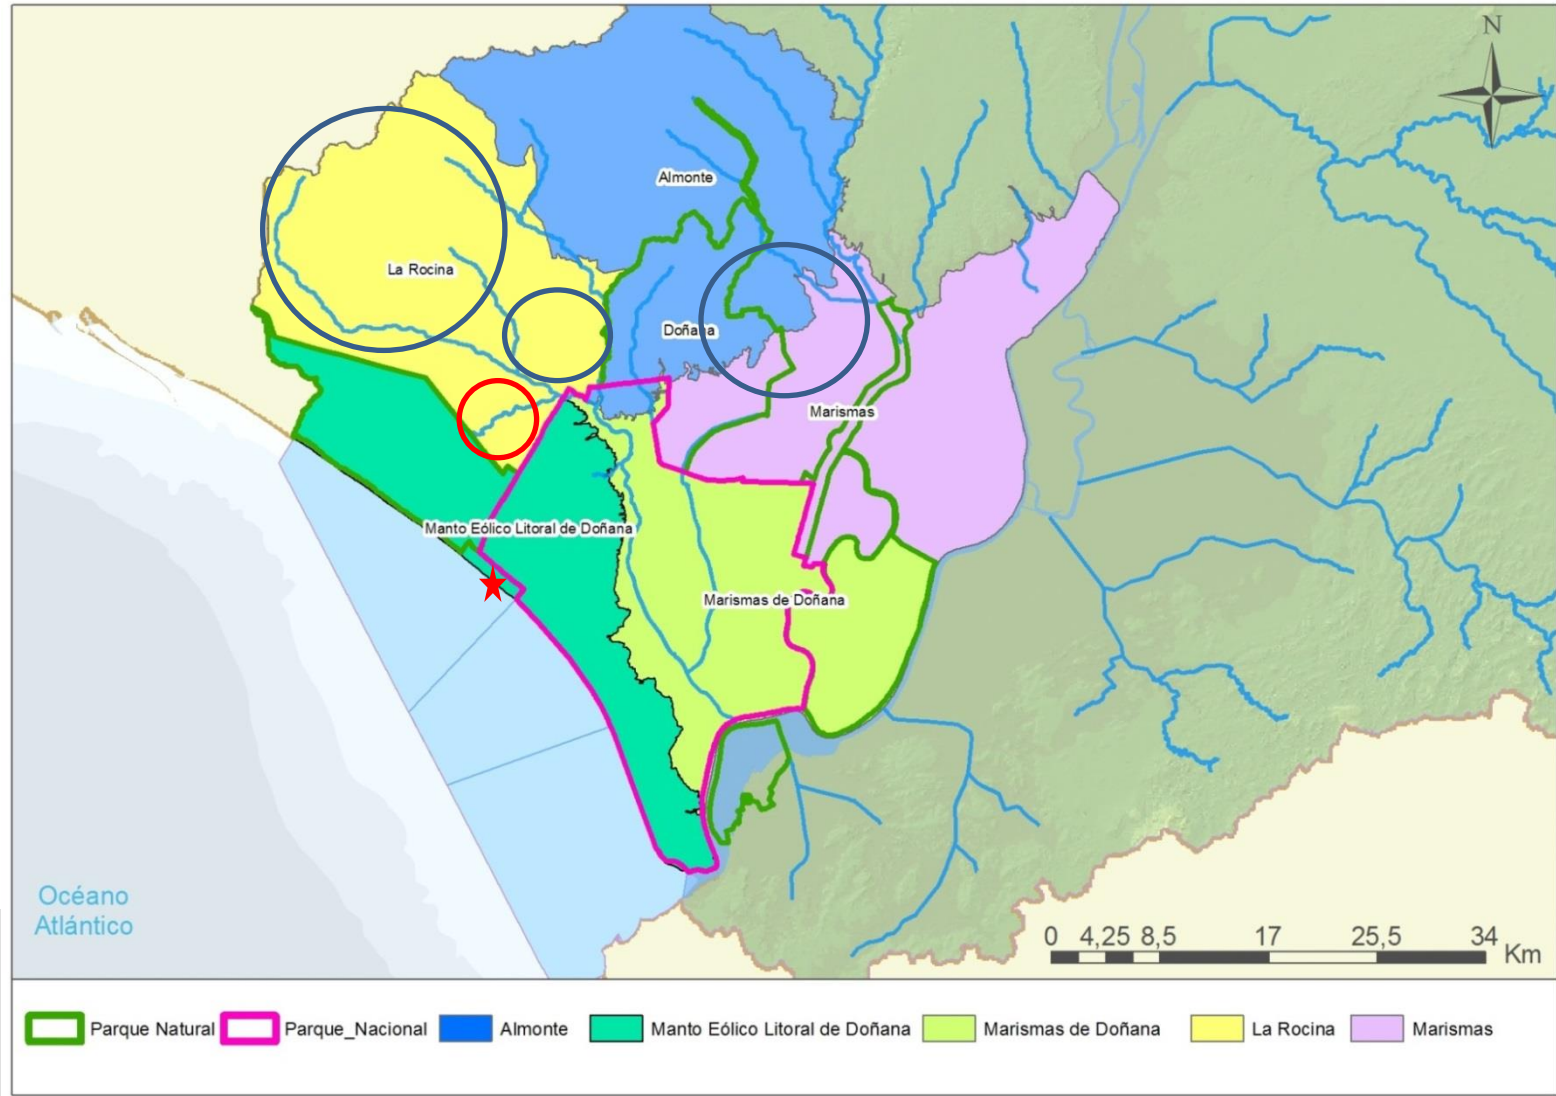 N
Almonte
La Rocina
Doñana
Marismas
Manto Eólico Litoral de Doñana
Marismas de Doñana
Océano
Atlántico
0 4,25 8,5 17 25,5 34 Km
Parque Natural Parque_Nacional Almonte Manto Eólico Litoral de Doñana Marismas de Doñana La Rocina Marismas